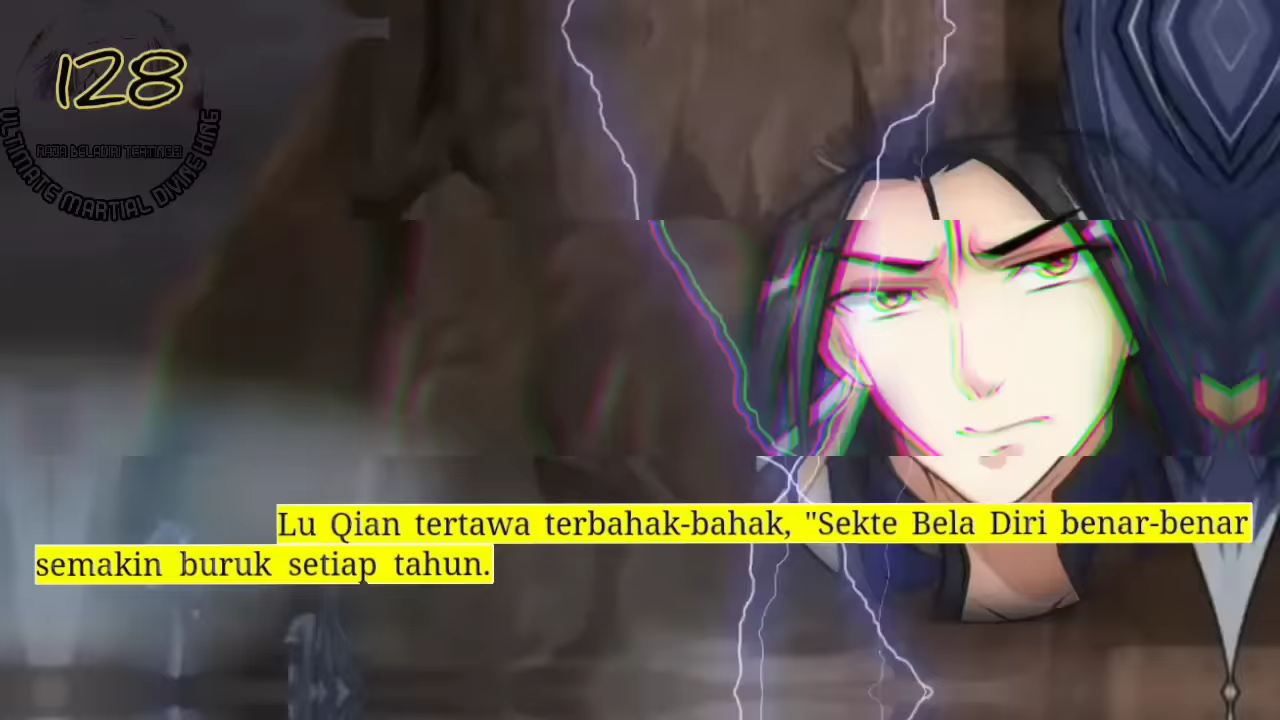 128
RAJA BELADIRI TERTINGGI
ULTIMATE MARTIAL DIVINE KING
Lu Qian tertawa terbahak-bahak, "Sekte Bela Diri benar-benar
semakin buruk setiap tahun.